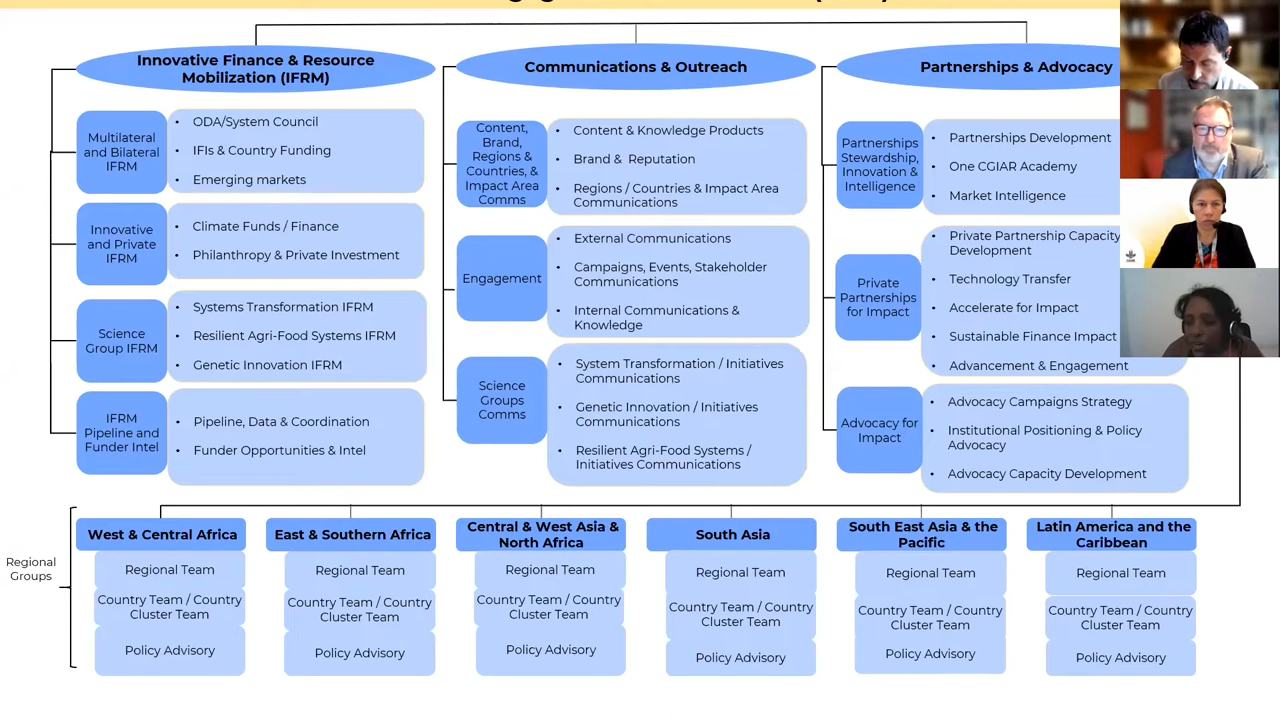 Innovative Finance & Resource
Mobilization (IFRM)
Multilateral
and Bilateral
IFRM
• ODA/System Council
• IFIs & Country Funding
• Emerging markets
Innovative
and Private
IFRM
• Climate Funds / Finance
• Philanthropy & Private Investment
Science
Group IFRM
• Systems Transformation IFRM
• Resilient Agri-Food Systems IFRM
• Genetic Innovation IFRM
IFRM
Pipeline and
Funder Intel
• Pipeline, Data & Coordination
• Funder Opportunities & Intel
Communications & Outreach
Content,
Brand,
Regions &
Countries, &
Impact Area
Comms
• Content & Knowledge Products
• Brand & Reputation
• Regions / Countries & Impact Area
Communications
Engagement
• External Communications
• Campaigns, Events, Stakeholder
Communications
• Internal Communications &
Knowledge
Science
Groups
Comms
• System Transformation / Initiatives
Communications
• Genetic Innovation / Initiatives
Communications
• Resilient Agri-Food Systems /
Initiatives Communications
Partnerships & Advocacy
Partnerships
Stewardship,
Innovation &
Intelligence
• Partnerships Development
• One CGIAR Academy
• Market Intelligence
Private
Partnerships
for Impact
• Private Partnership Capacity
Development
• Technology Transfer
• Accelerate for Impact
• Sustainable Finance Impact
• Advancement & Engagement
Advocacy for
Impact
• Advocacy Campaigns Strategy
• Institutional Positioning & Policy
Advocacy
• Advocacy Capacity Development
Regional
Groups
West & Central Africa
Regional Team
Country Team / Country
Cluster Team
Policy Advisory
East & Southern Africa
Regional Team
Country Team / Country
Cluster Team
Policy Advisory
Central & West Asia &
North Africa
Regional Team
Country Team / Country
Cluster Team
Policy Advisory
South Asia
Regional Team
Country Team / Country
Cluster Team
Policy Advisory
South East Asia & the
Pacific
Regional Team
Country Team / Country
Cluster Team
Policy Advisory
Latin America and the
Caribbean
Regional Team
Country Team / Country
Cluster Team
Policy Advisory